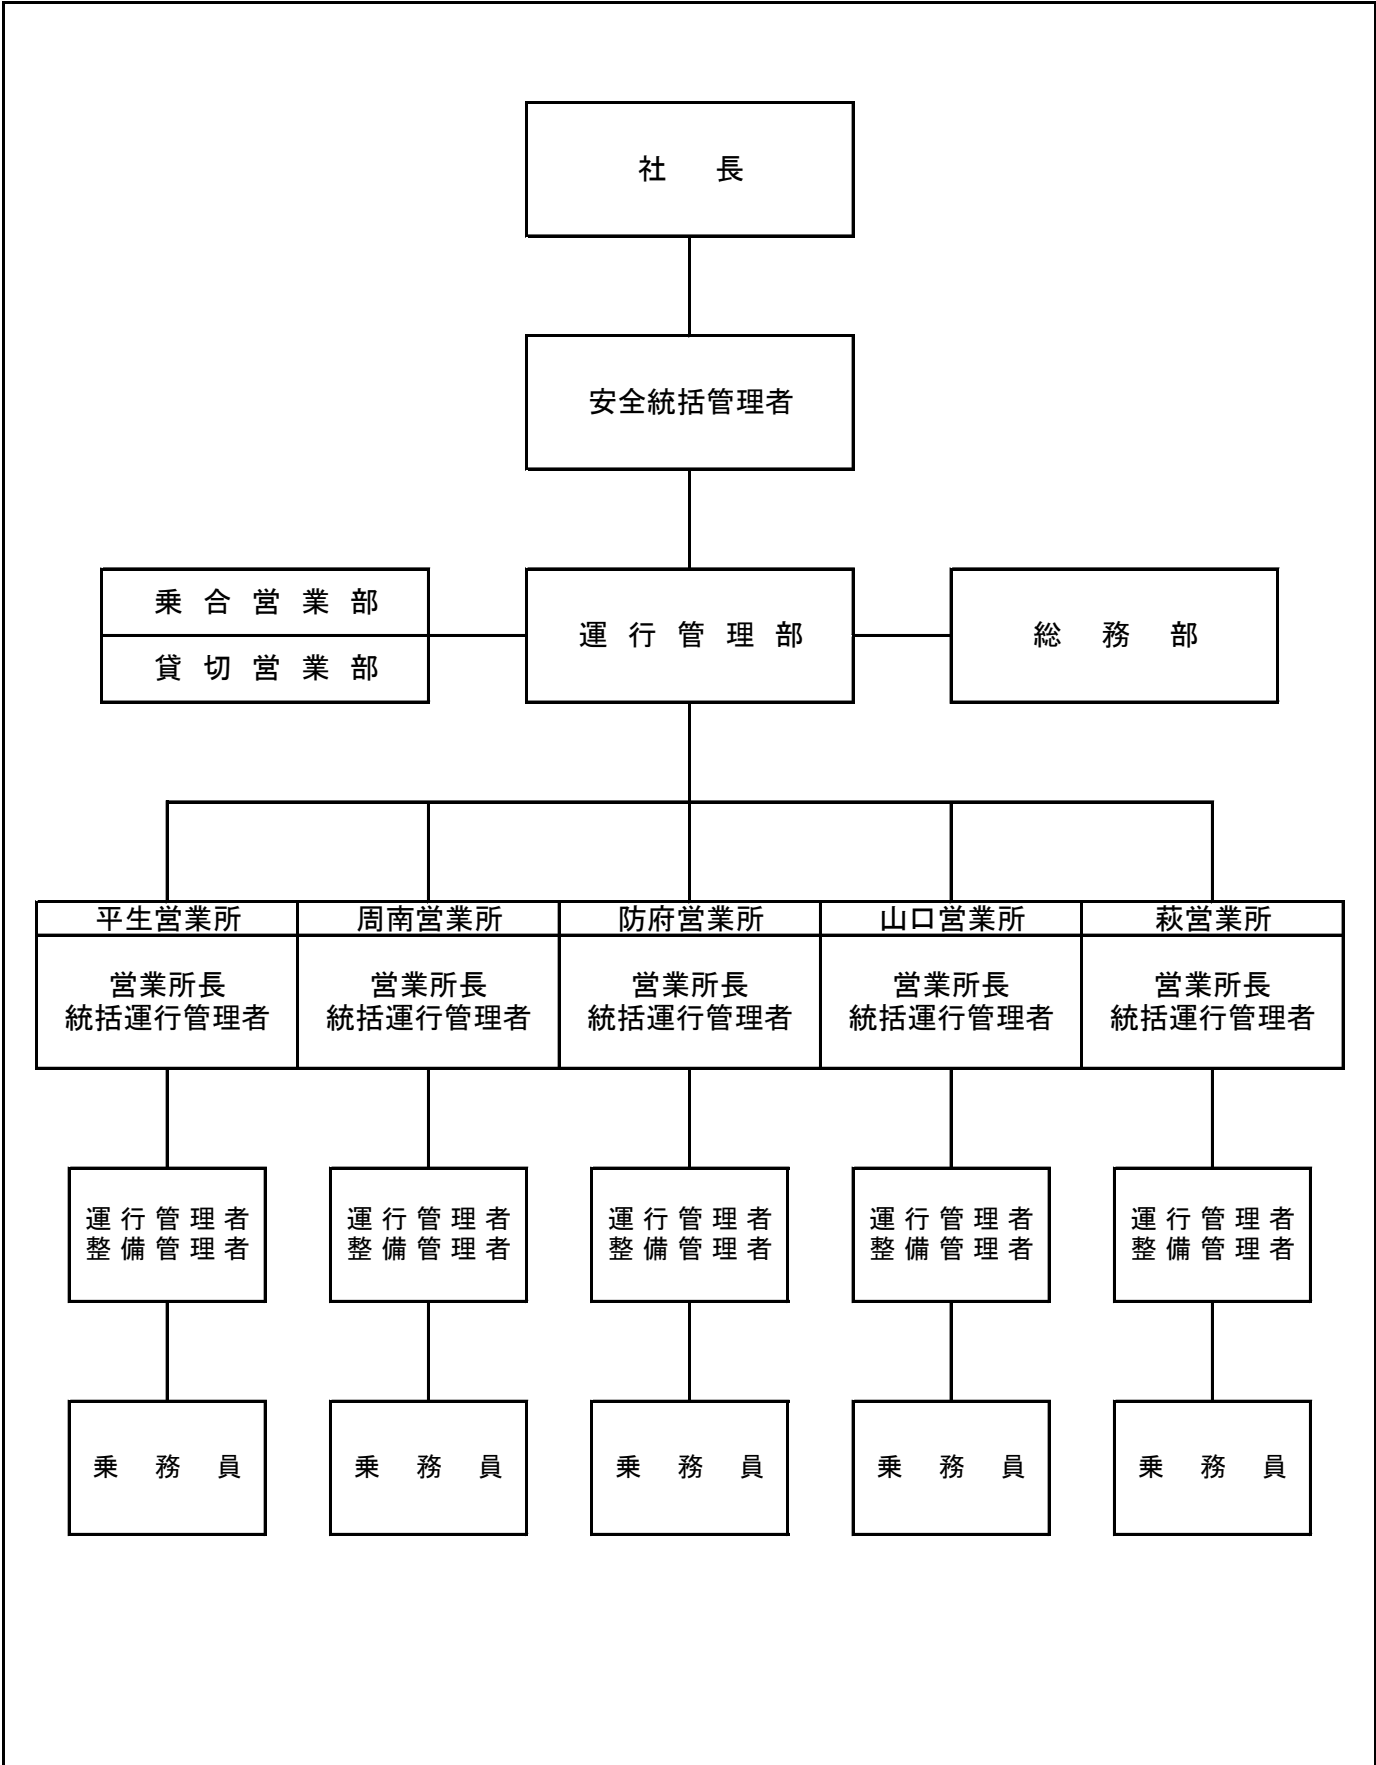 社長
安全統括管理者
乗合営業部
貸切営業部
運行管理部
総務部
平生営業所
周南営業所
防府営業所
山口営業所
萩営業所
営業所長
統括運行管理者
営業所長
統括運行管理者
営業所長
統括運行管理者
営業所長
統括運行管理者
営業所長
統括運行管理者
運行管理者
整備管理者
運行管理者
整備管理者
運行管理者
整備管理者
運行管理者
整備管理者
運行管理者
整備管理者
乗務員
乗務員
乗務員
乗務員
乗務員